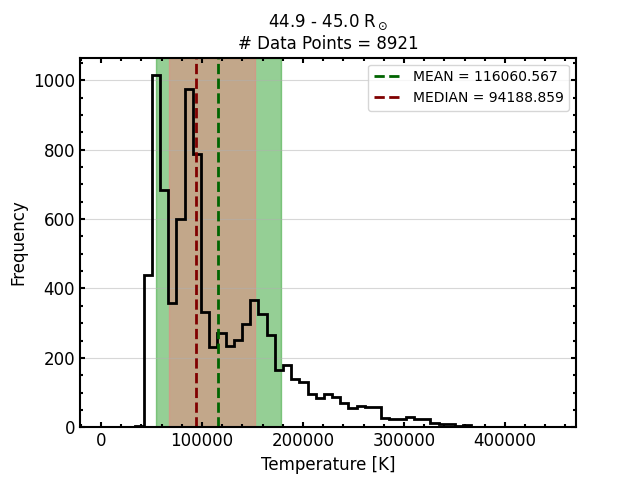 44.9 - 45.0 R⊙
# Data Points = 8921
MEAN = 116060.567
MEDIAN = 94188.859
Frequency
1000
800
600
400
200
0
0 100000 200000 300000 400000
Temperature [K]